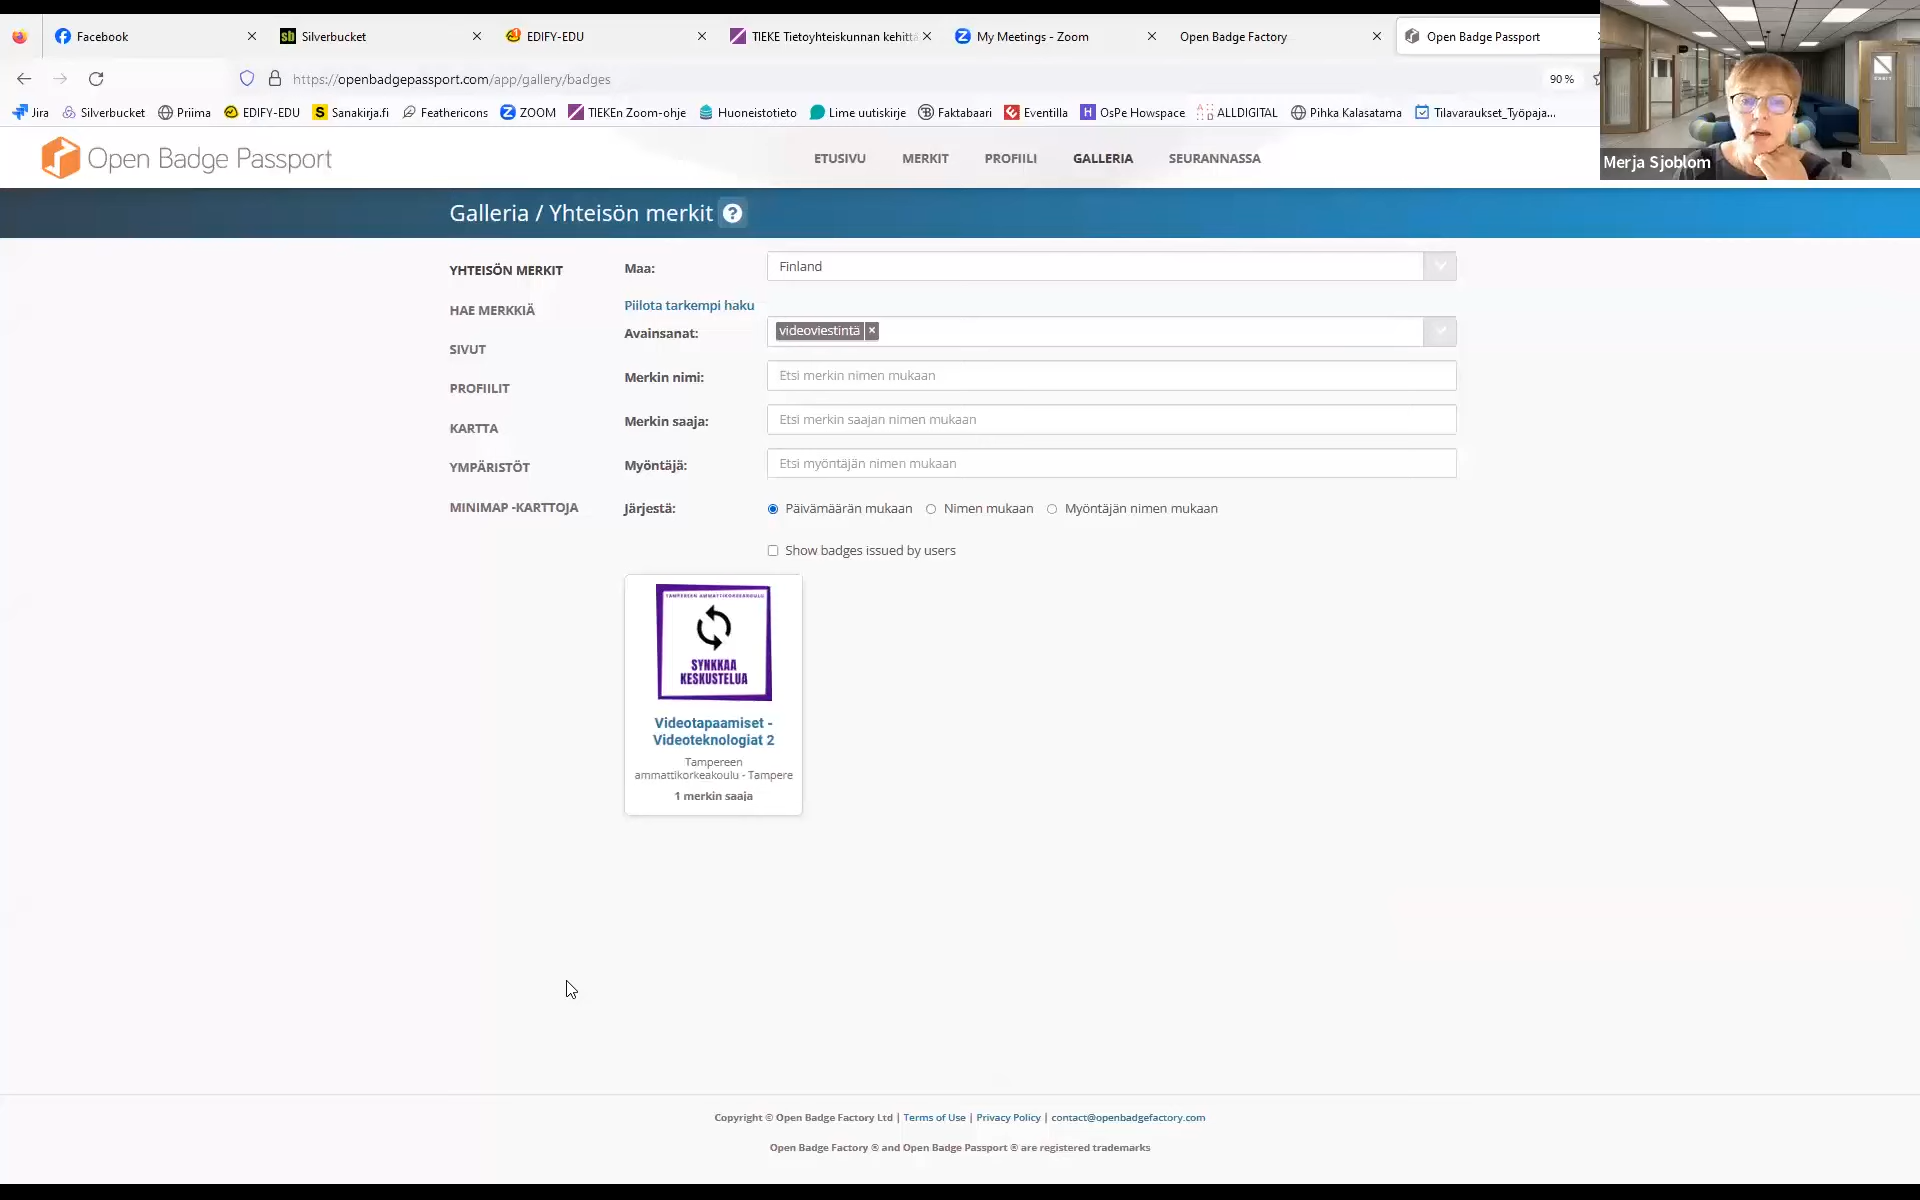 Facebook
Silverbucket
EDIFY-EDU
TIEKE Tietoyhteiskunnan kehittä
My Meetings - Zoom
Open Badge Factory
Open Badge Passport
https://openbadgepassport.com/app/gallery/badges
90 %
Jira
Silverbucket
Priima
EDIFY-EDU
Sanakirja.fi
Feathericons
ZOOM
TIEKEn Zoom-ohje
Huoneistotieto
Lime uutiskirje
Faktabaari
Eventilla
OsPe Howspace
ALLDIGITAL
Pihka Kalasatama
Tilavaraukset_Työpaja...
Merja Sjoblom
Open Badge Passport
ETUSIVU
MERKIT
PROFIILI
GALLERIA
SEURANNASSA
Galleria / Yhteisön merkit ?
YHTEISÖN MERKIT
HAE MERKKIÄ
SIVUT
PROFIILIT
KARTTA
YMPÄRISTÖT
MINIMAP -KARTTOJA
Maa:
Finland
Piilota tarkempi haku
Avainsanat:
videoviestintä ×
Merkin nimi:
Etsi merkin nimen mukaan
Merkin saaja:
Etsi merkin saajan nimen mukaan
Myöntäjä:
Etsi myöntäjän nimen mukaan
Järjestä:
Päivämäärän mukaan
Nimen mukaan
Myöntäjän nimen mukaan
Show badges issued by users
TAMPEREEN AMMATTIKORKEAKOULU
SYNKKAA
KESKUSTELUA
Videotapaamiset -
Videoteknologiat 2
Tampereen
ammattikorkeakoulu - Tampere
1 merkin saaja
Copyright © Open Badge Factory Ltd | Terms of Use | Privacy Policy | contact@openbadgefactory.com
Open Badge Factory ® and Open Badge Passport ® are registered trademarks